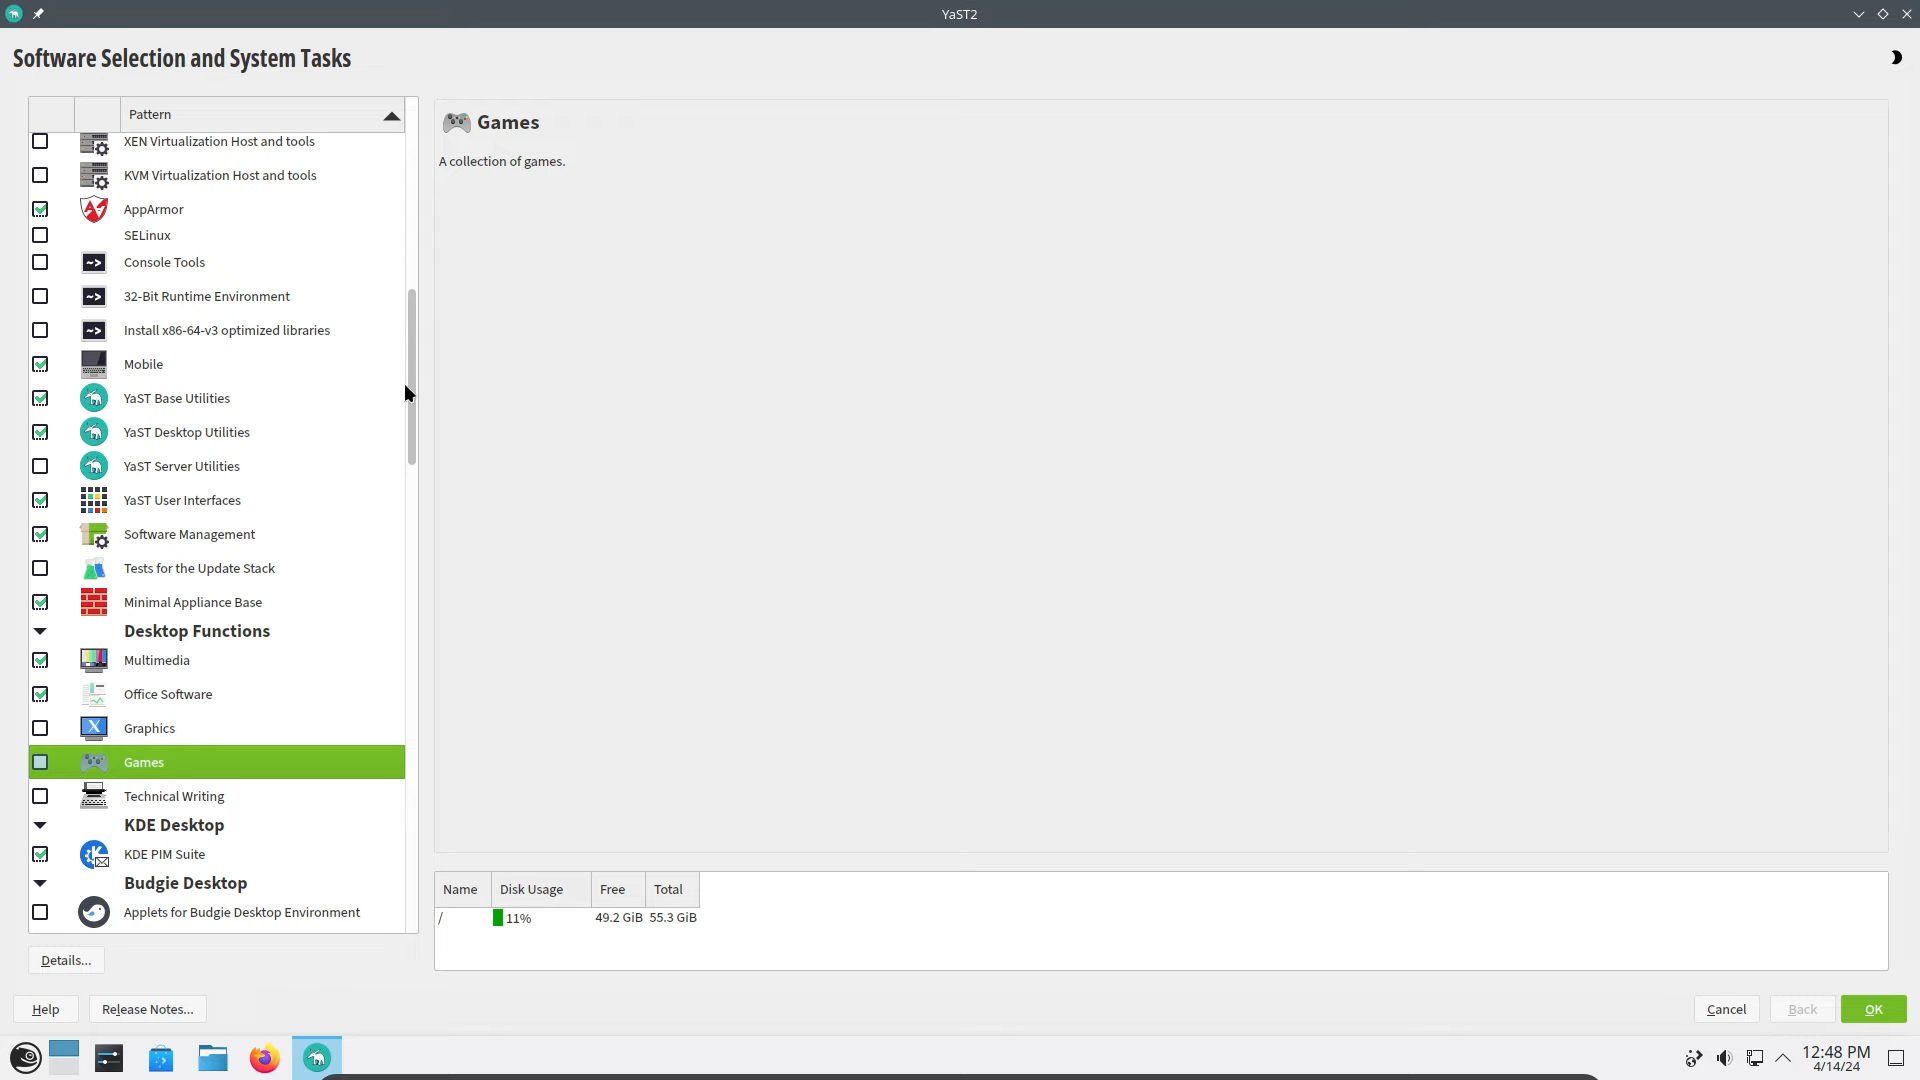 YaST2
Software Selection and System Tasks
Pattern
XEN Virtualization Host and tools
KVM Virtualization Host and tools
AppArmor
SELinux
Console Tools
32-Bit Runtime Environment
Install x86-64-v3 optimized libraries
Mobile
YaST Base Utilities
YaST Desktop Utilities
YaST Server Utilities
YaST User Interfaces
Software Management
Tests for the Update Stack
Minimal Appliance Base
Desktop Functions
Multimedia
Office Software
Graphics
Games
Technical Writing
KDE Desktop
KDE PIM Suite
Budgie Desktop
Applets for Budgie Desktop Environment
Details...
Games
A collection of games.
Name Disk Usage Free Total
/ 11% 49.2 GiB 55.3 GiB
Help Release Notes... Cancel Back OK
12:48 PM
4/14/24